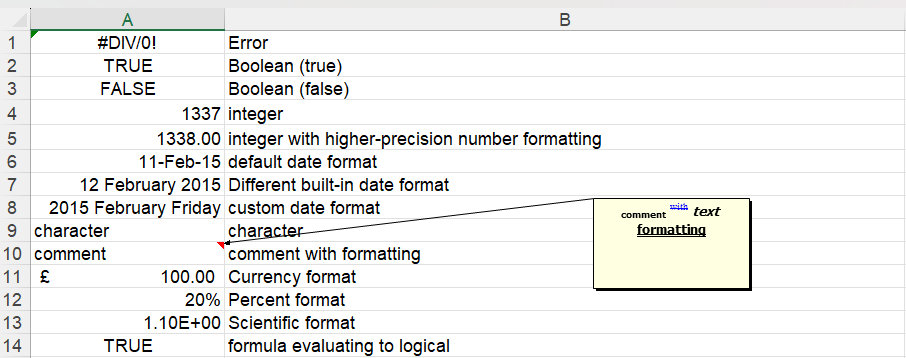 A B
1 #DIV/0! Error
2 TRUE Boolean (true)
3 FALSE Boolean (false)
4 1337 integer
5 1338.00 integer with higher-precision number formatting
6 11-Feb-15 default date format
7 12 February 2015 Different built-in date format
8 2015 February Friday custom date format
comment with text
formatting
9 character character
10 comment comment with formatting
11 £ 100.00 Currency format
12 20% Percent format
13 1.10E+00 Scientific format
14 TRUE formula evaluating to logical